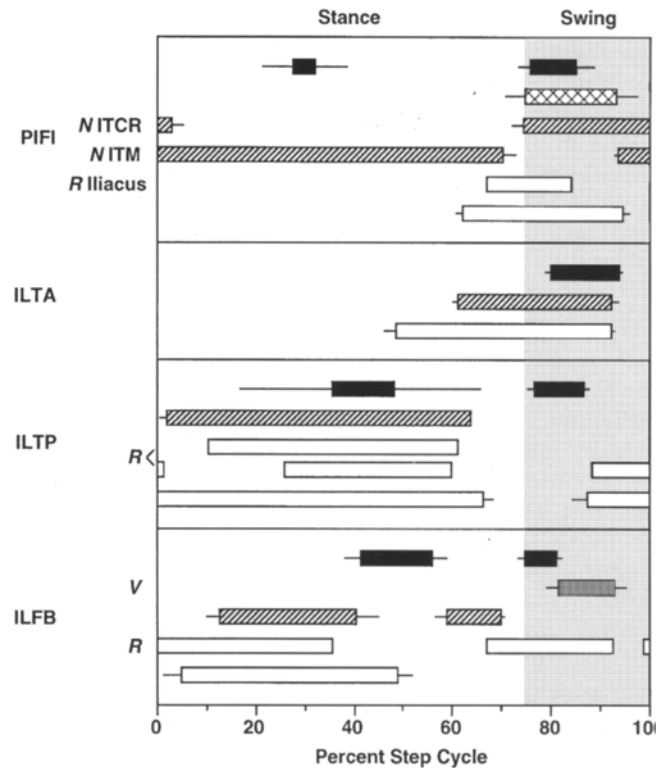 Stance Swing
PIFI
N ITCR
N ITM
R Iliacus
ILTA
ILTP
R <
ILFB
V
R
0 20 40 60 80 100
Percent Step Cycle